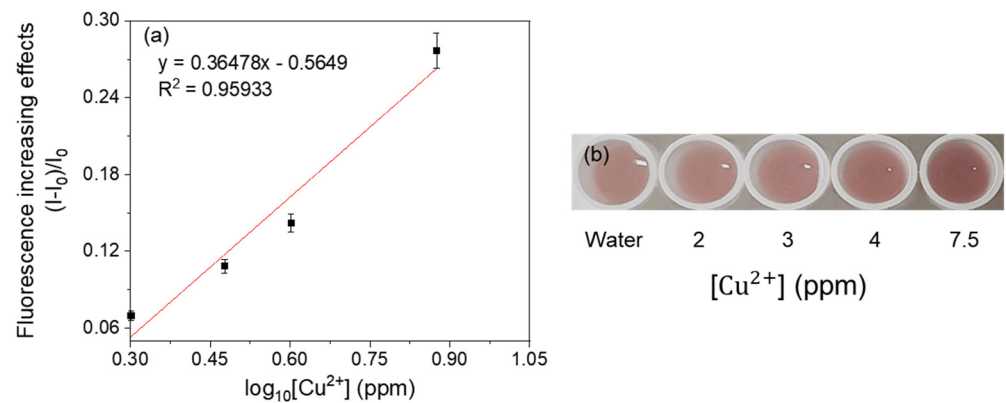 (a)
y = 0.36478x - 0.5649
R² = 0.95933
Fluorescence increasing effects
(I-I₀)/I₀
0.30
0.24
0.18
0.12
0.06
0.30 0.45 0.60 0.75 0.90 1.05
log₁₀[Cu²⁺] (ppm)
(b)
Water 2 3 4 7.5
[Cu²⁺] (ppm)